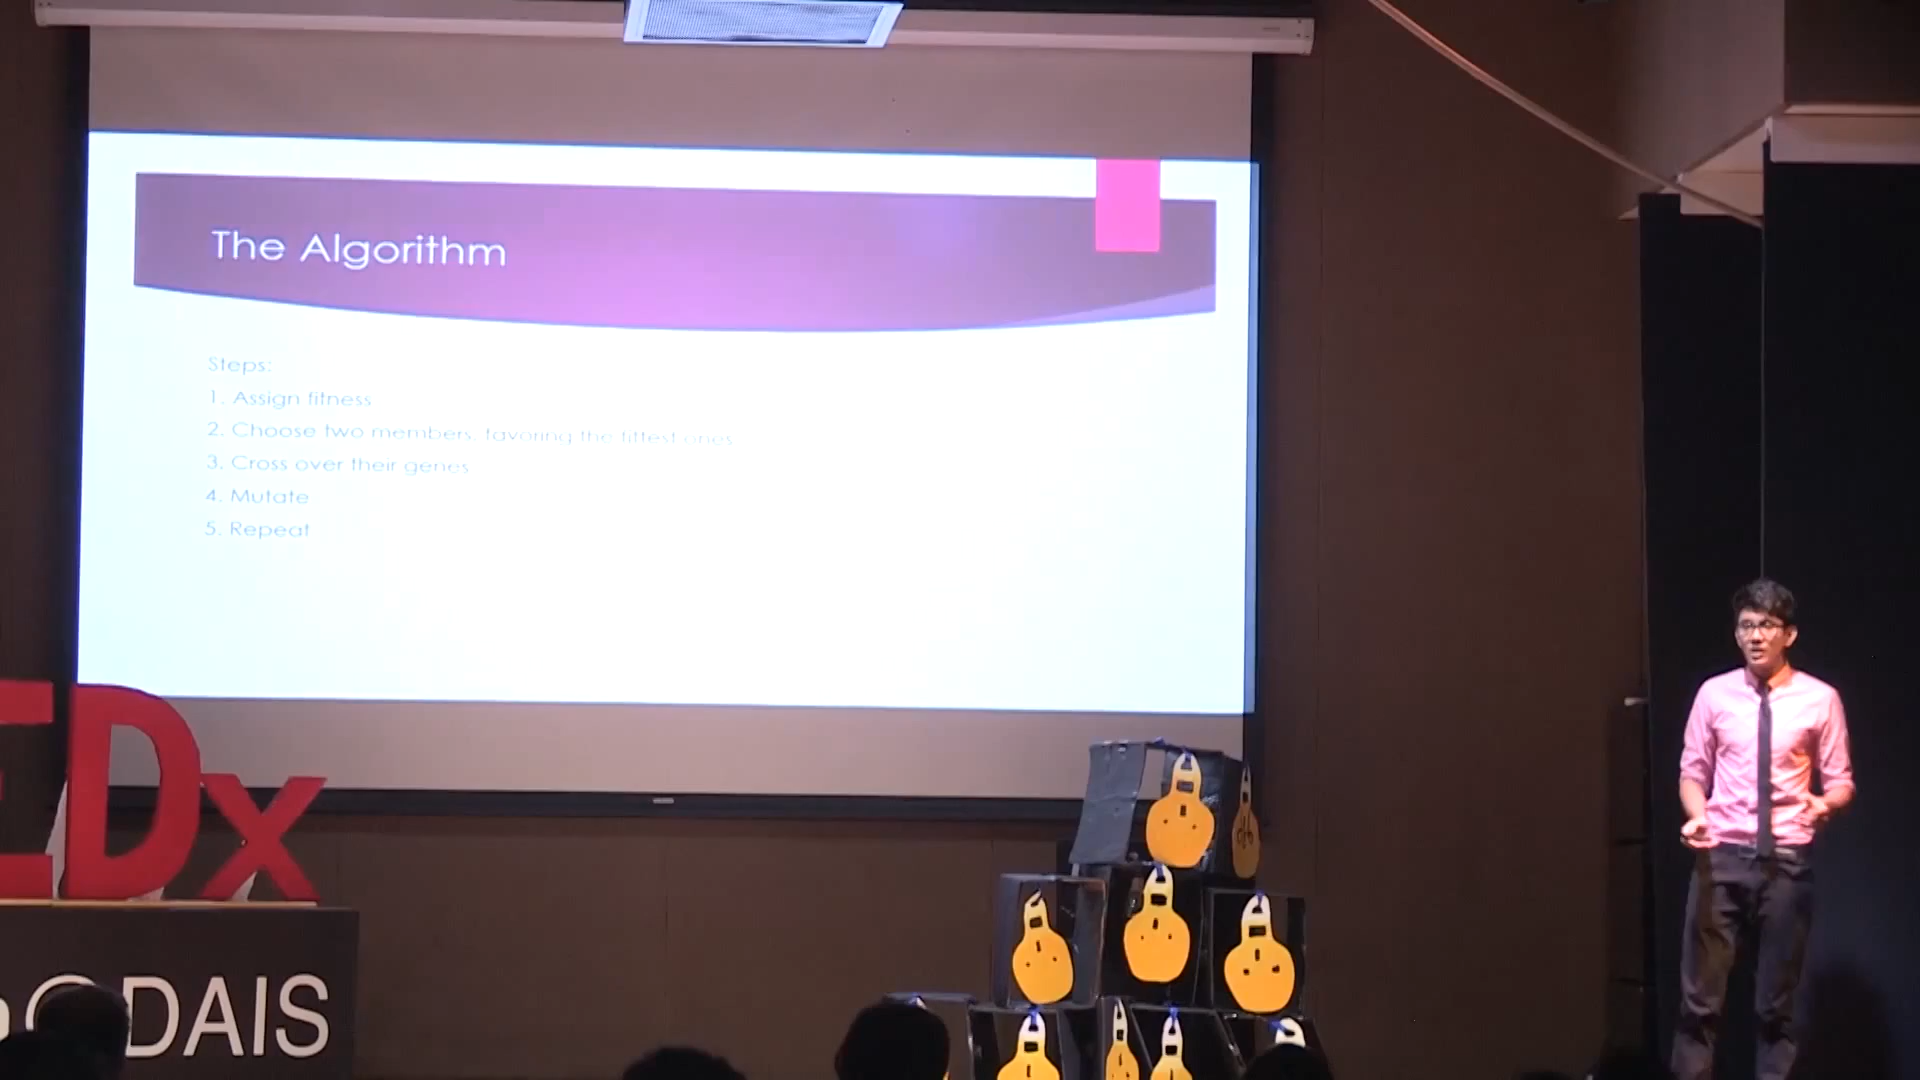 The Algorithm
Steps:
1. Assign fitness
2. Choose two members, favoring the fittest ones
3. Cross over their genes
4. Mutate
5. Repeat
EDx
@DAIS